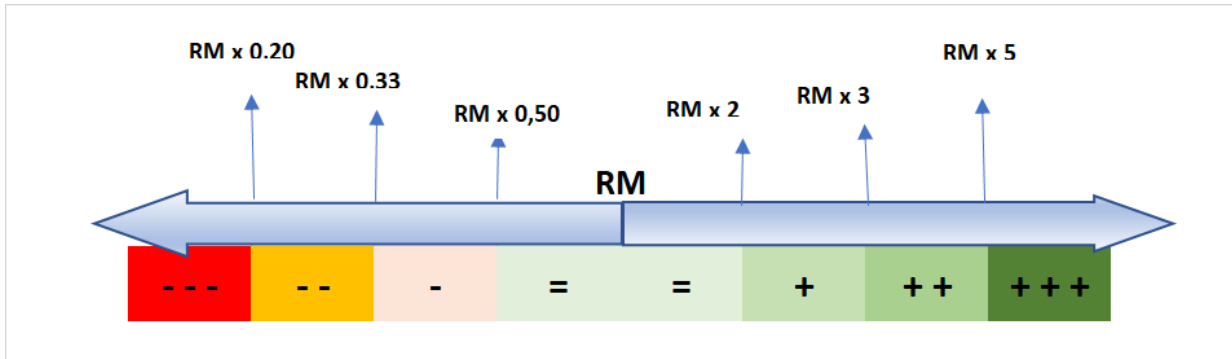 RM x 0.20
RM x 0.33
RM x 0,50
RM
RM x 2
RM x 3
RM x 5
- - -
- -
-
=
=
+
+ +
+ + +